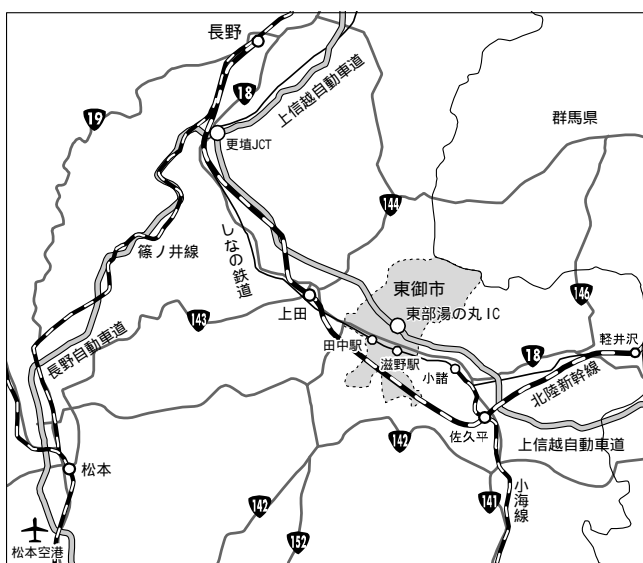 長野
18
上信越自動車道
19
群馬県
更埴JCT
144
しなの鉄道
篠ノ井線
東御市
146
上田
東部湯の丸IC
143
田中駅
軽井沢
長野自動車道
滋野駅
18
小諸
北陸新幹線
佐久平
142
上信越自動車道
松本
小海線
142
141
152
松本空港